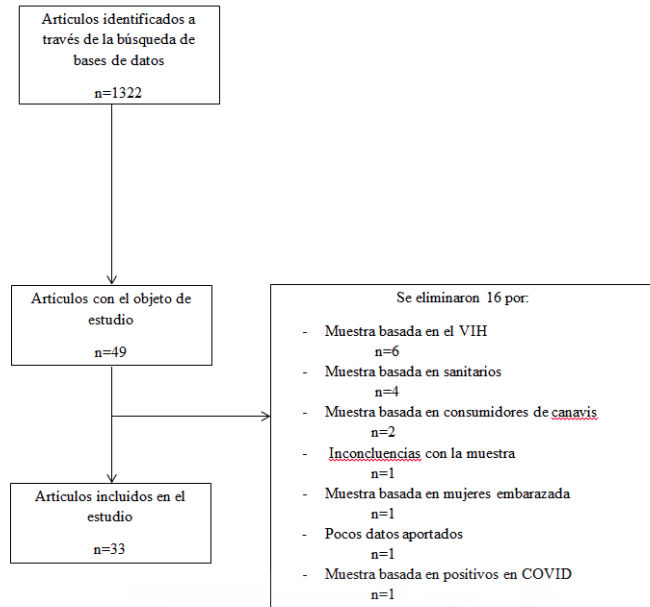 Articulos identificados a
través de la búsqueda de
bases de datos
n=1322
Articulos con el objeto de
estudio
n=49
Se eliminaron 16 por:
- Muestra basada en el VIH
n=6
- Muestra basada en sanitarios
n=4
- Muestra basada en consumidores de canavis
n=2
- Inconcluencias con la muestra
n=1
- Muestra basada en mujeres embarazada
n=1
- Pocos datos aportados
n=1
- Muestra basada en positivos en COVID
n=1
Articulos incluidos en el
estudio
n=33